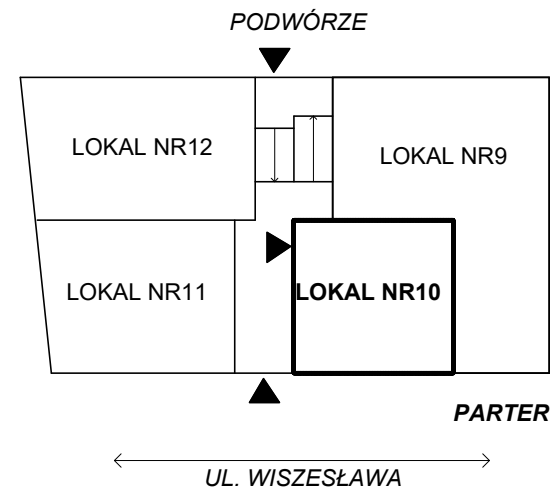 PODWÓRZE
LOKAL NR12
LOKAL NR9
LOKAL NR11
LOKAL NR10
PARTER
UL. WISZESŁAWA